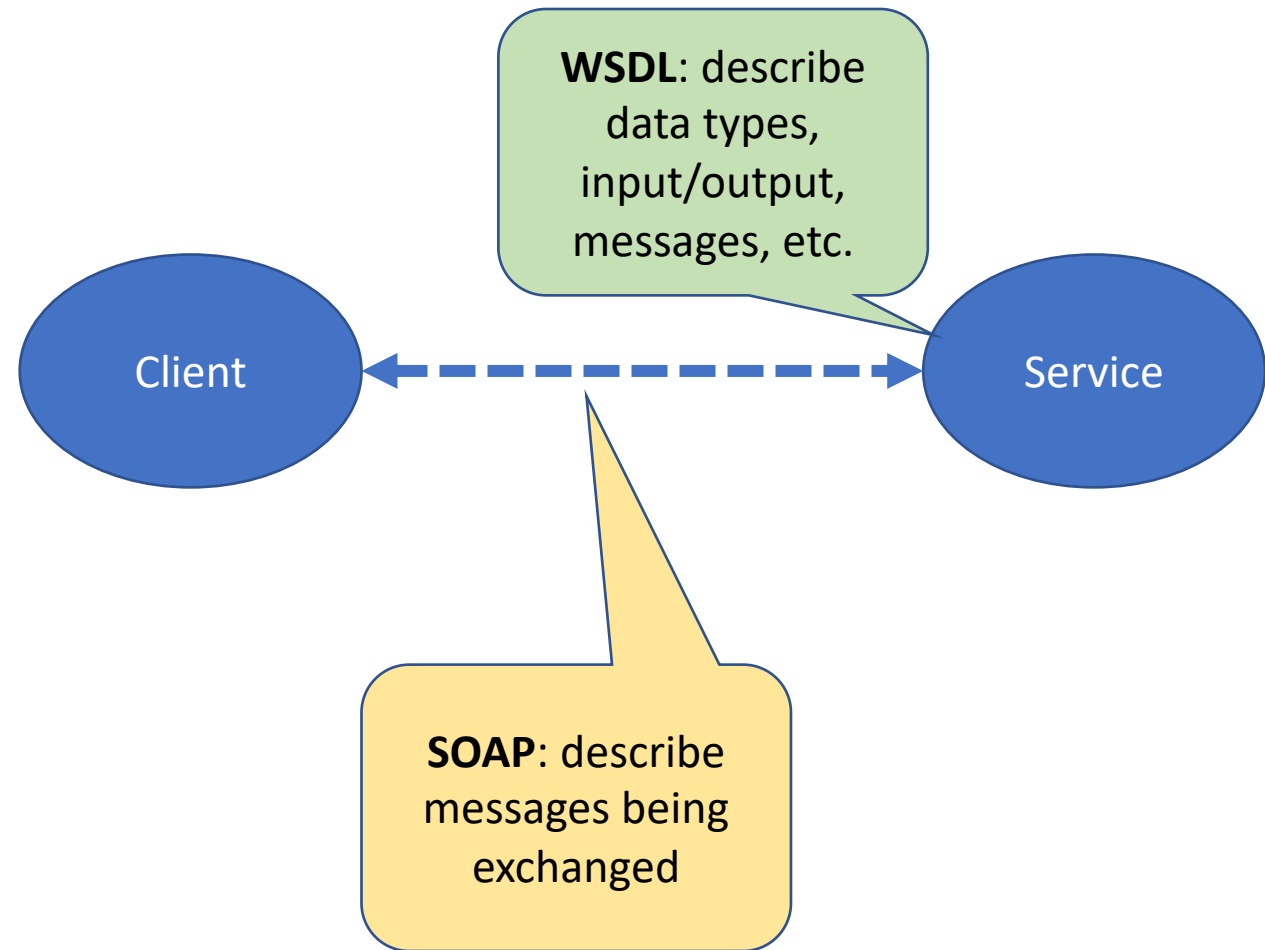 WSDL: describe
data types,
input/output,
messages, etc.
Client
Service
SOAP: describe
messages being
exchanged